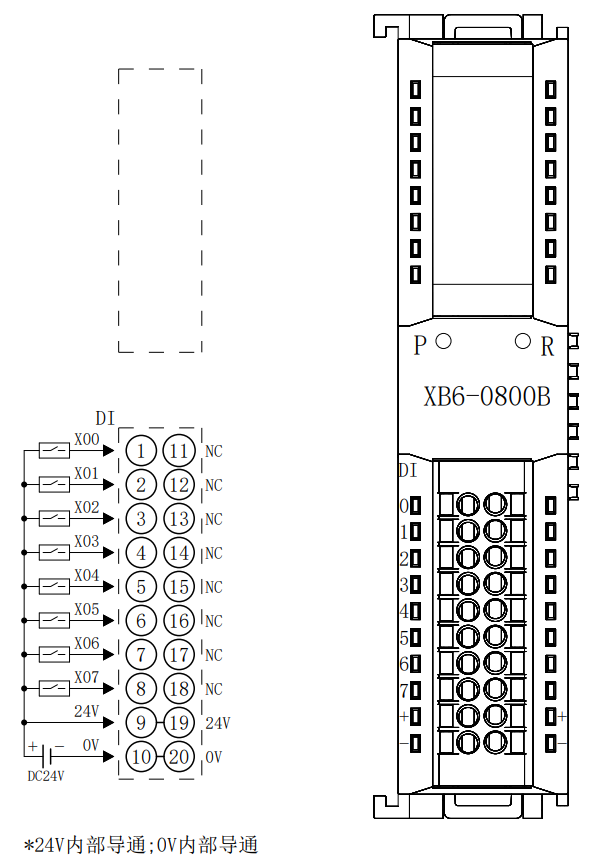 DI
X00 1 11 NC
X01 2 12 NC
X02 3 13 NC
X03 4 14 NC
X04 5 15 NC
X05 6 16 NC
X06 7 17 NC
X07 8 18 NC
24V 9 19 24V
+ − 0V 10 20 0V
DC24V
*24V内部导通;0V内部导通
P R
XB6-0800B
DI
0
1
2
3
4
5
6
7
+ +
− −